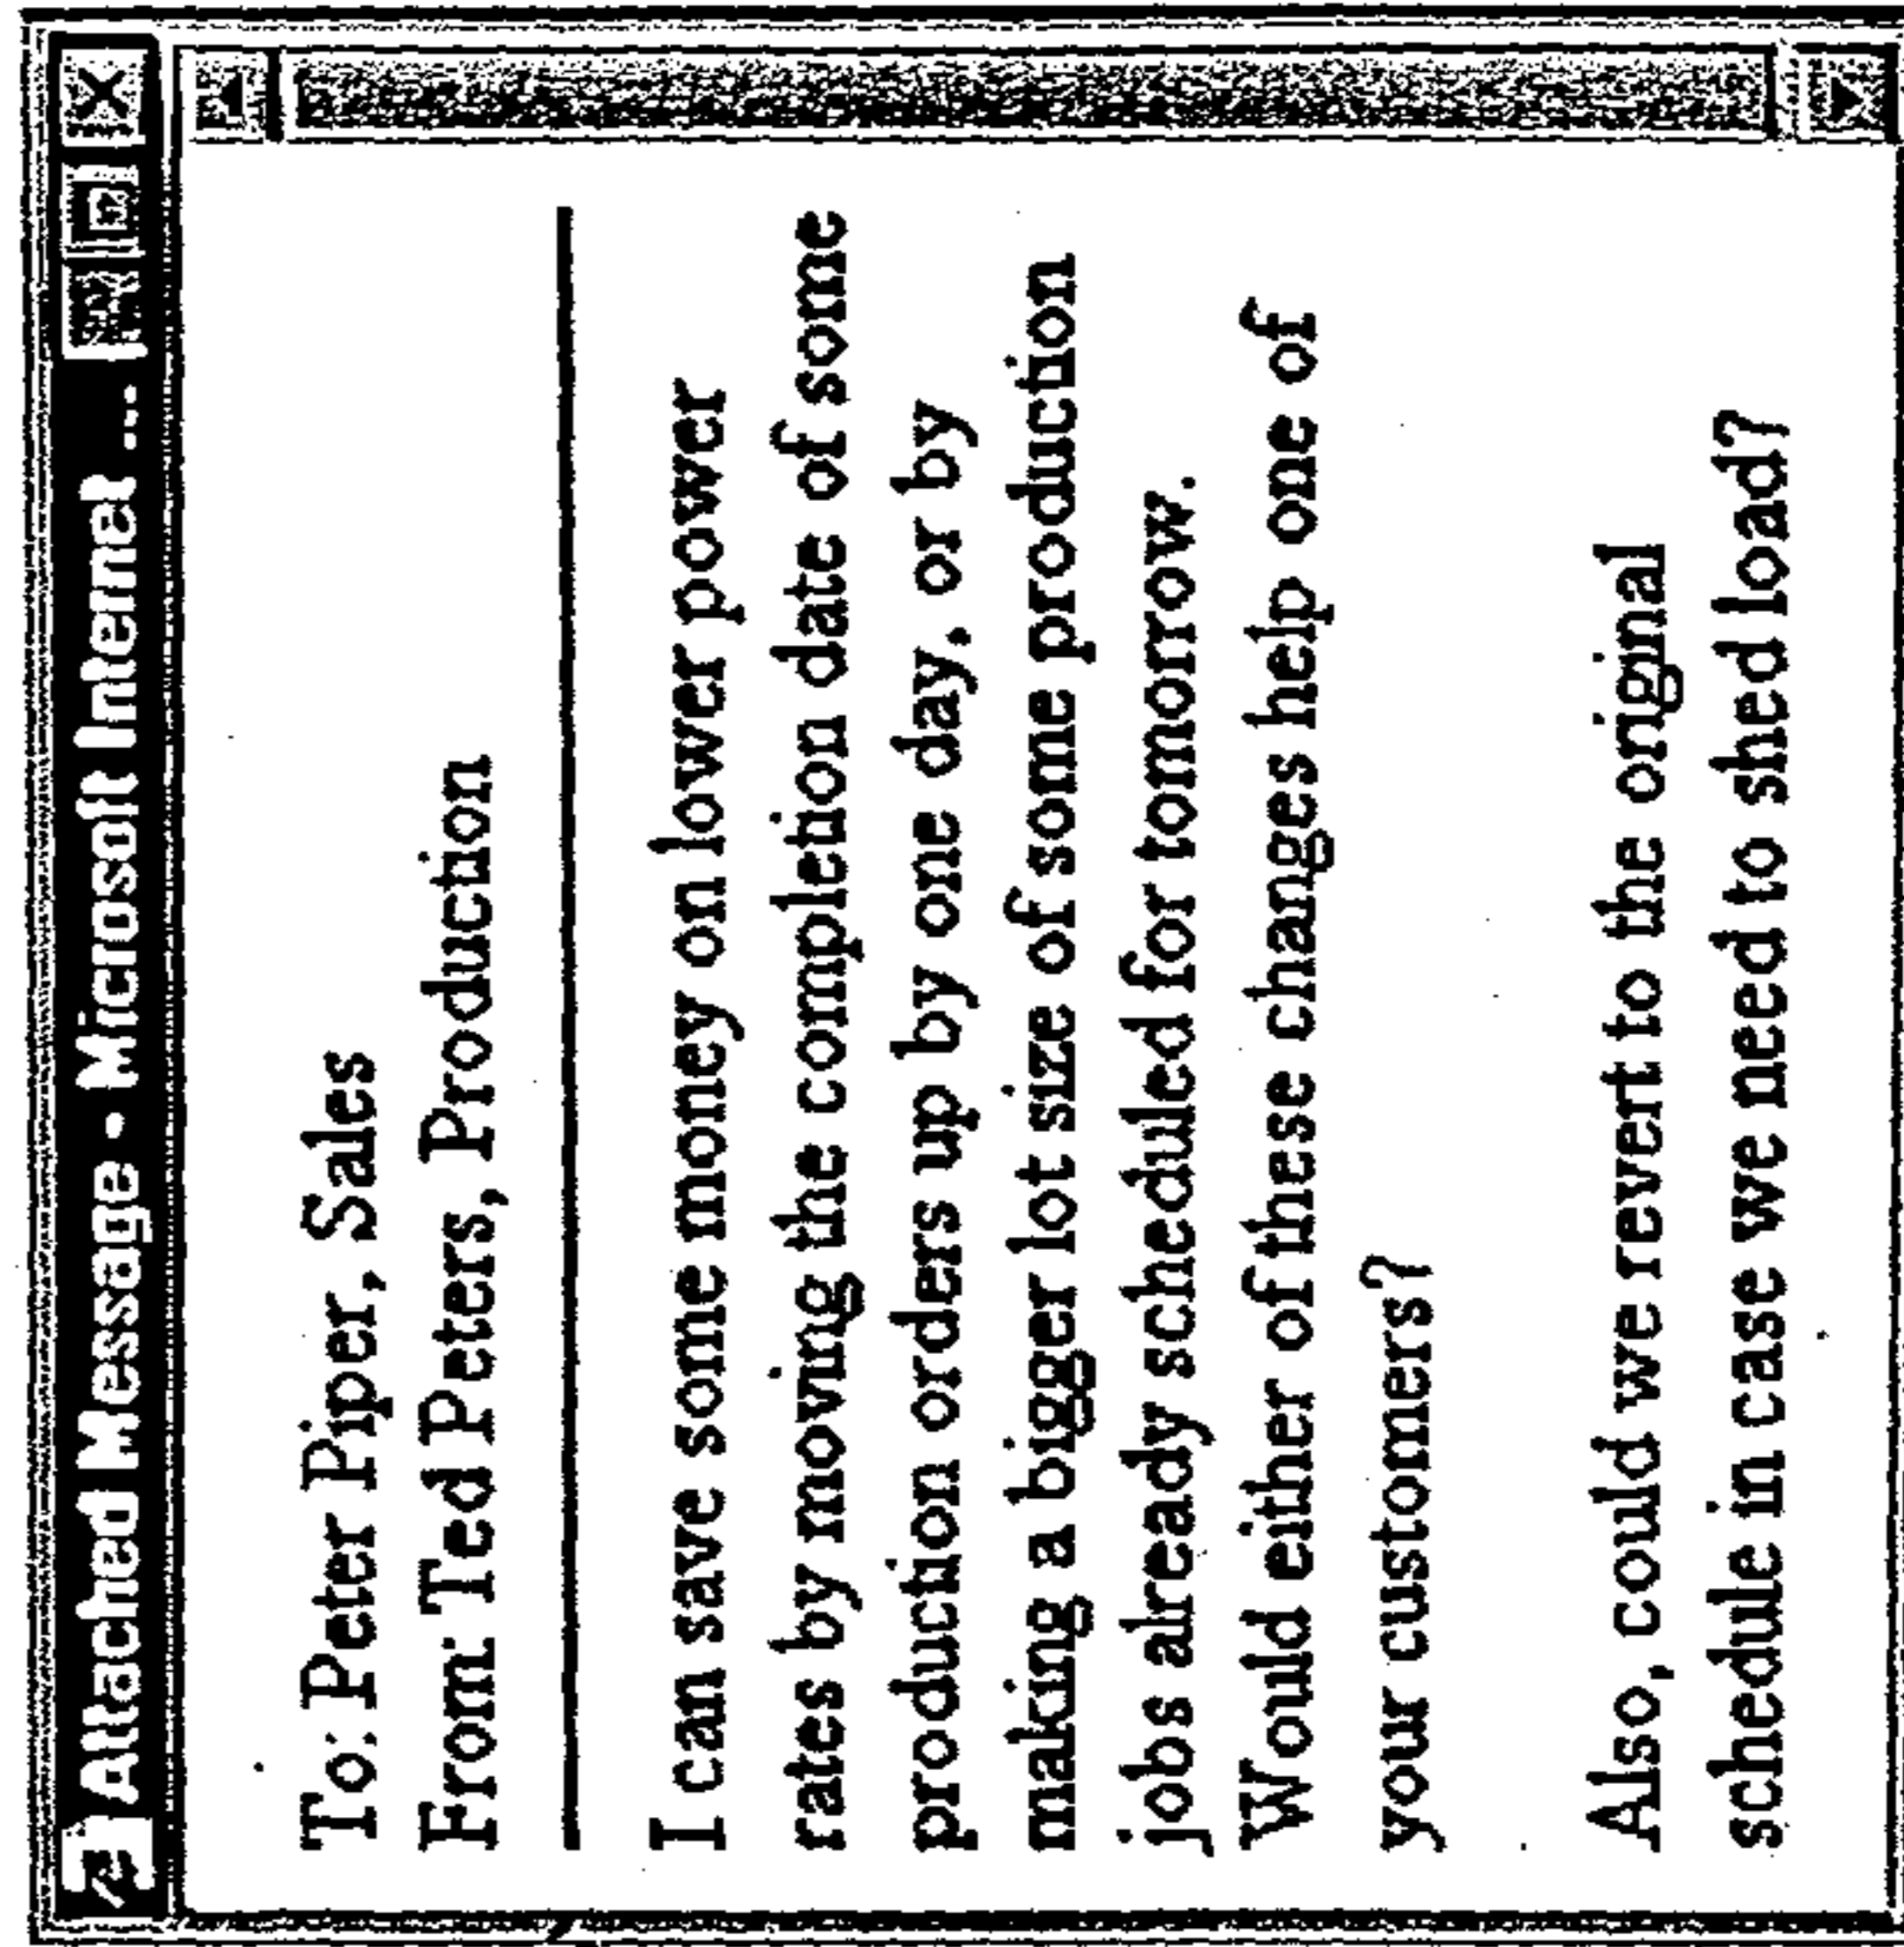 Attached Message - Microsoft Internet ...
To: Peter Piper, Sales
From: Ted Peters, Production
I can save some money on lower power
rates by moving the completion date of some
production orders up by one day, or by
making a bigger lot size of some production
jobs already scheduled for tomorrow.
Would either of these changes help one of
your customers?
Also, could we revert to the original
schedule in case we need to shed load?